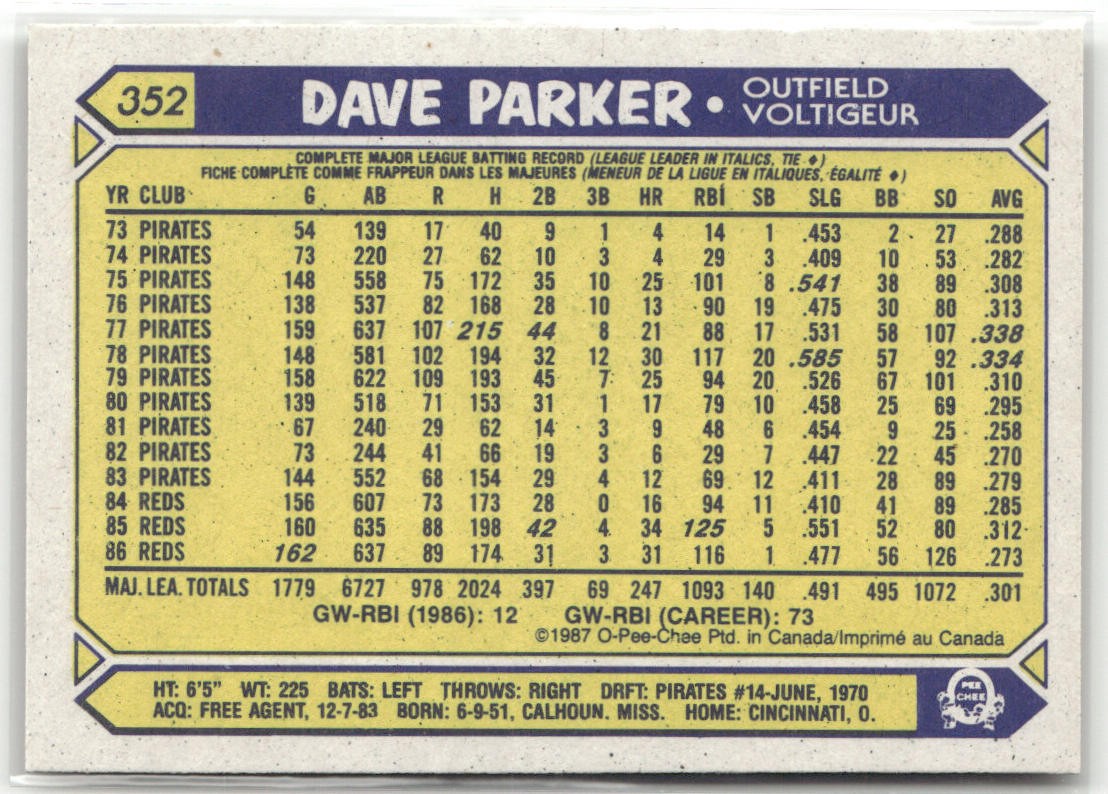 352 DAVE PARKER • OUTFIELD
VOLTIGEUR
COMPLETE MAJOR LEAGUE BATTING RECORD (LEAGUE LEADER IN ITALICS, TIE ♦)
FICHE COMPLÈTE COMME FRAPPEUR DANS LES MAJEURES (MENEUR DE LA LIGUE EN ITALIQUES, ÉGALITÉ ♦)
YR CLUB G AB R H 2B 3B HR RBI SB SLG BB SO AVG
73 PIRATES 54 139 17 40 9 1 4 14 1 .453 2 27 .288
74 PIRATES 73 220 27 62 10 3 4 29 3 .409 10 53 .282
75 PIRATES 148 558 75 172 35 10 25 101 8 .541 38 89 .308
76 PIRATES 138 537 82 168 28 10 13 90 19 .475 30 80 .313
77 PIRATES 159 637 107 215 44 8 21 88 17 .531 58 107 .338
78 PIRATES 148 581 102 194 32 12 30 117 20 .585 57 92 .334
79 PIRATES 158 622 109 193 45 7 25 94 20 .526 67 101 .310
80 PIRATES 139 518 71 153 31 1 17 79 10 .458 25 69 .295
81 PIRATES 67 240 29 62 14 3 9 48 6 .454 9 25 .258
82 PIRATES 73 244 41 66 19 3 6 29 7 .447 22 45 .270
83 PIRATES 144 552 68 154 29 4 12 69 12 .411 28 89 .279
84 REDS 156 607 73 173 28 0 16 94 11 .410 41 89 .285
85 REDS 160 635 88 198 42 4 34 125 5 .551 52 80 .312
86 REDS 162 637 89 174 31 3 31 116 1 .477 56 126 .273
MAJ. LEA. TOTALS 1779 6727 978 2024 397 69 247 1093 140 .491 495 1072 .301
GW-RBI (1986): 12 GW-RBI (CAREER): 73
©1987 O-Pee-Chee Ptd. in Canada/Imprimé au Canada
HT: 6'5" WT: 225 BATS: LEFT THROWS: RIGHT DRFT: PIRATES #14-JUNE, 1970
ACQ: FREE AGENT, 12-7-83 BORN: 6-9-51, CALHOUN. MISS. HOME: CINCINNATI, O.
PEE
CHEE